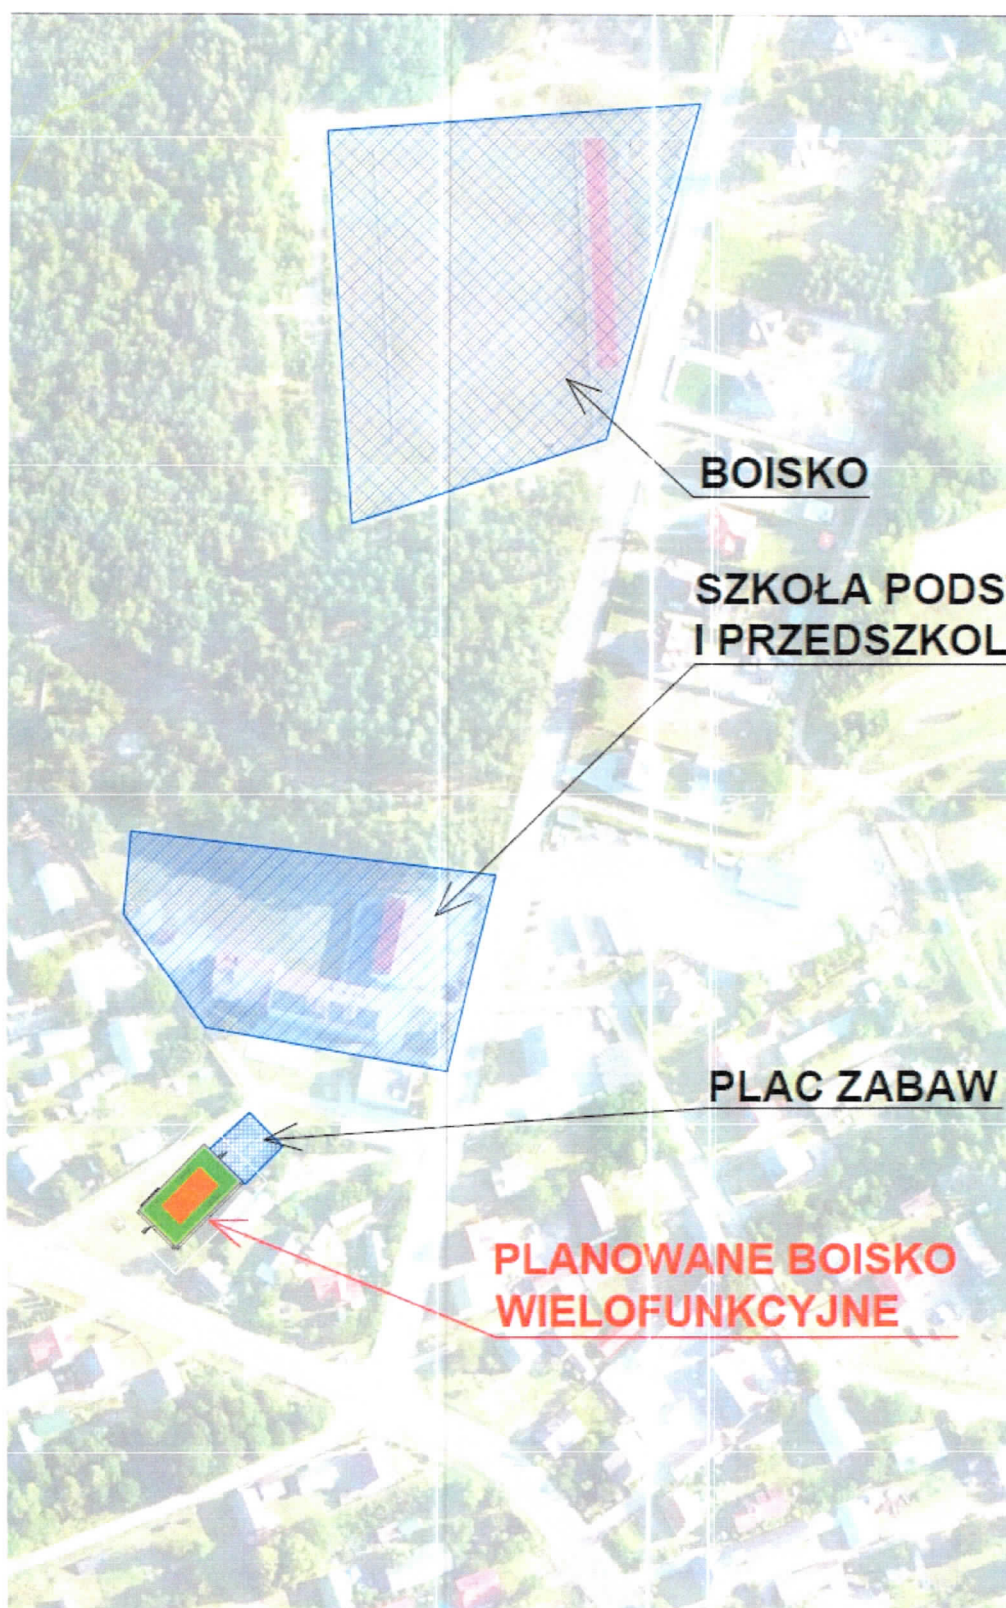 BOISKO
SZKOŁA PODS
I PRZEDSZKOL
PLAC ZABAW
PLANOWANE BOISKO
WIELOFUNKCYJNE